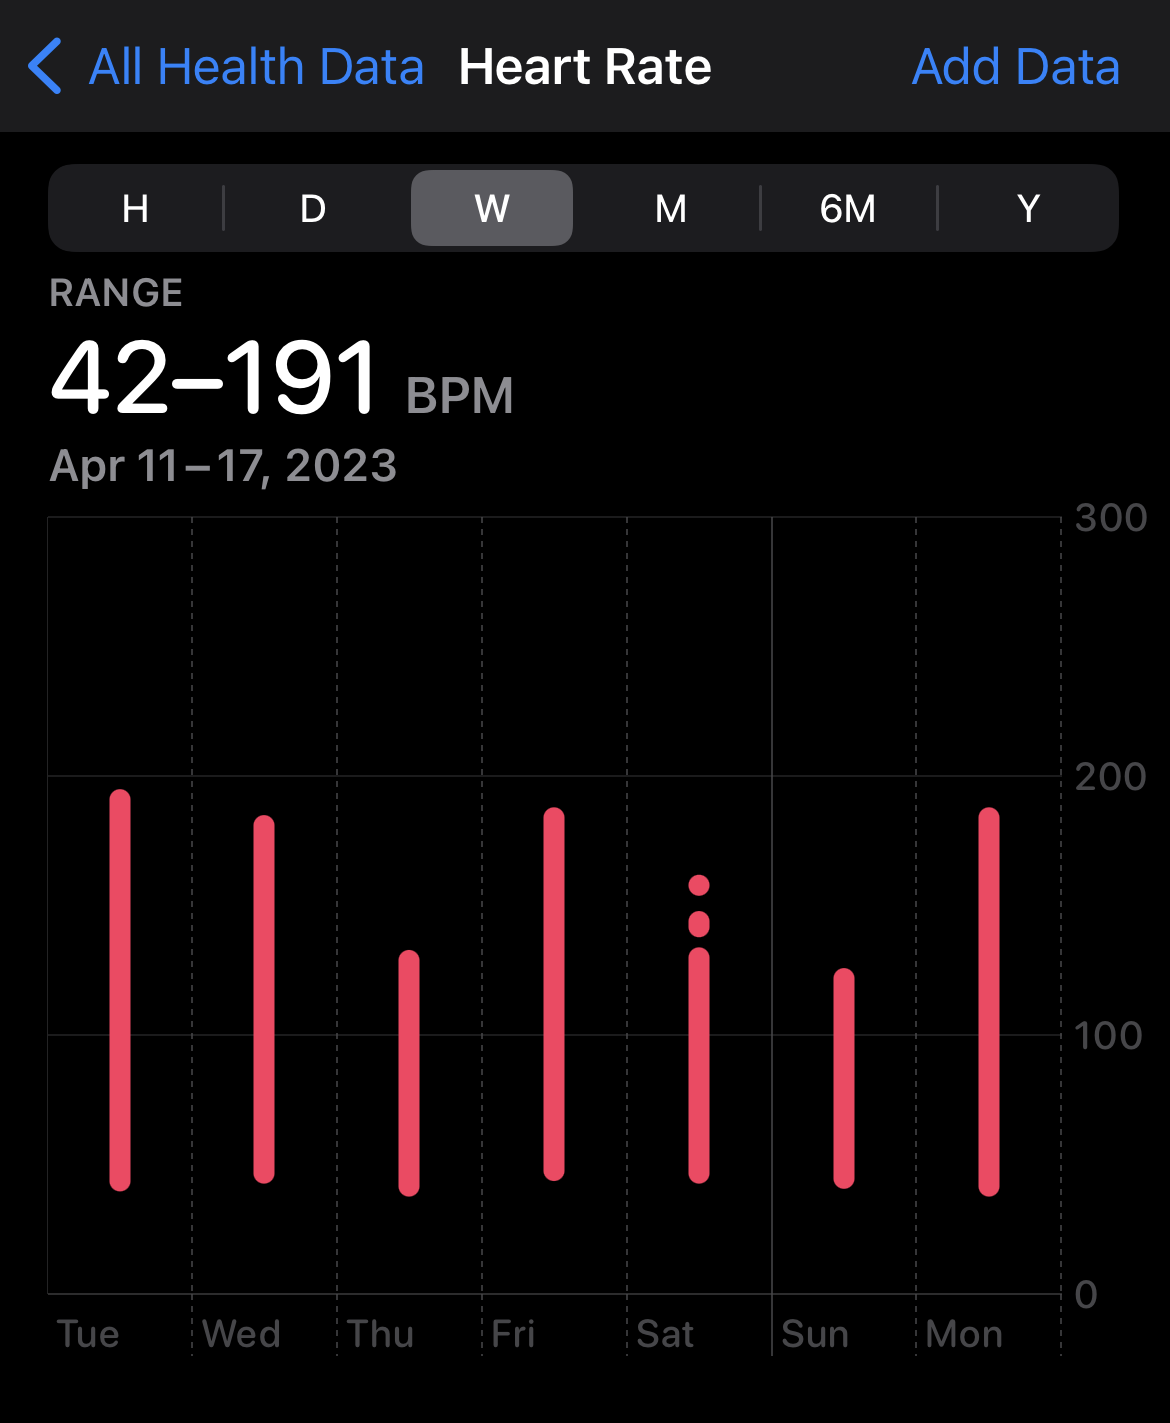 All Health Data Heart Rate Add Data
H D W M 6M Y
RANGE
42–191 BPM
Apr 11–17, 2023
300
200
100
0
Tue Wed Thu Fri Sat Sun Mon